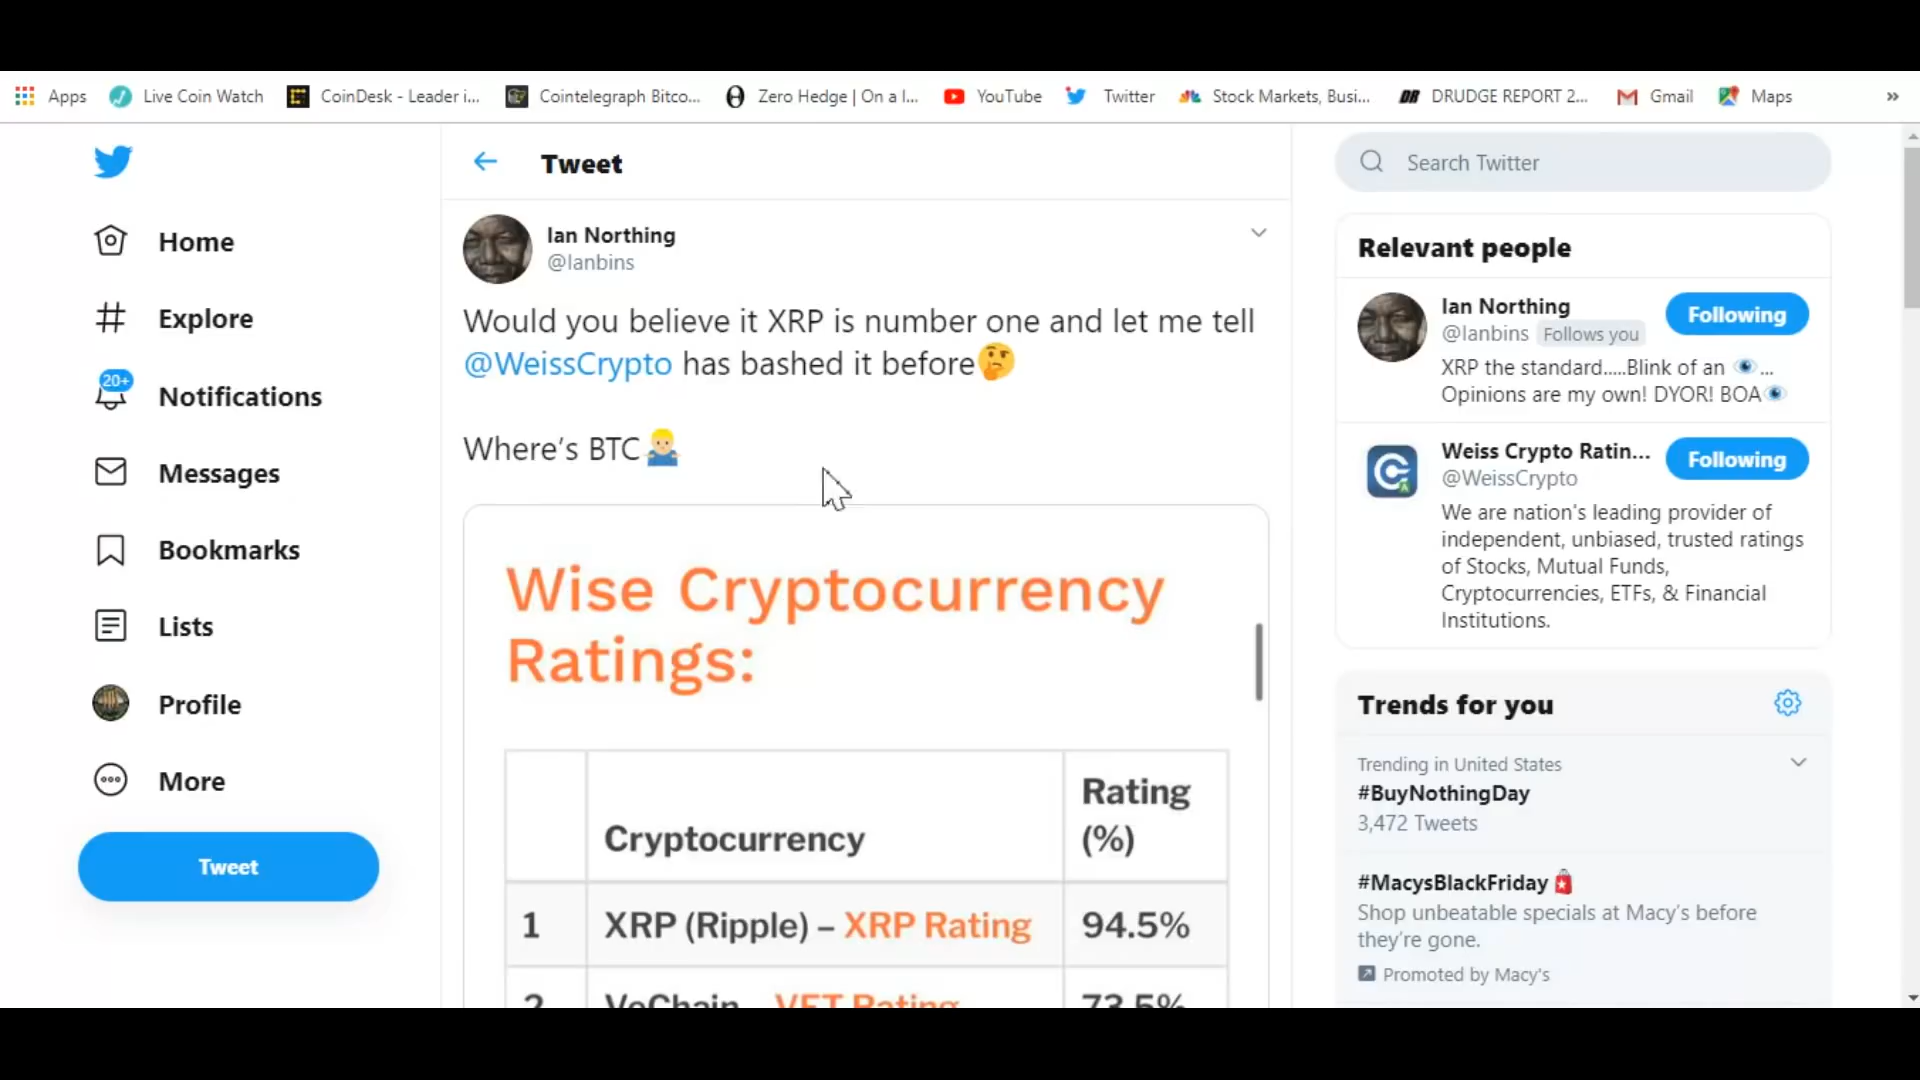 Apps Live Coin Watch CoinDesk - Leader i... Cointelegraph Bitco... Zero Hedge | On a l... YouTube Twitter Stock Markets, Busi... DRUDGE REPORT 2... Gmail Maps »
Home
Explore
20+
Notifications
Messages
Bookmarks
Lists
Profile
More
Tweet
Tweet
Ian Northing
@Ianbins
Would you believe it XRP is number one and let me tell
@WeissCrypto has bashed it before🤔
Where's BTC🤷🏼‍♂️
Wise Cryptocurrency
Ratings:
Cryptocurrency Rating
(%)
1 XRP (Ripple) – XRP Rating 94.5%
2 VeChain – VET Rating 73.5%
Search Twitter
Relevant people
Ian Northing
@Ianbins Follows you
Following
XRP the standard.....Blink of an 👁️...
Opinions are my own! DYOR! BOA👁️
Weiss Crypto Ratin...
@WeissCrypto
Following
We are nation's leading provider of
independent, unbiased, trusted ratings
of Stocks, Mutual Funds,
Cryptocurrencies, ETFs, & Financial
Institutions.
Trends for you
Trending in United States
#BuyNothingDay
3,472 Tweets
#MacysBlackFriday
Shop unbeatable specials at Macy's before
they're gone.
Promoted by Macy's